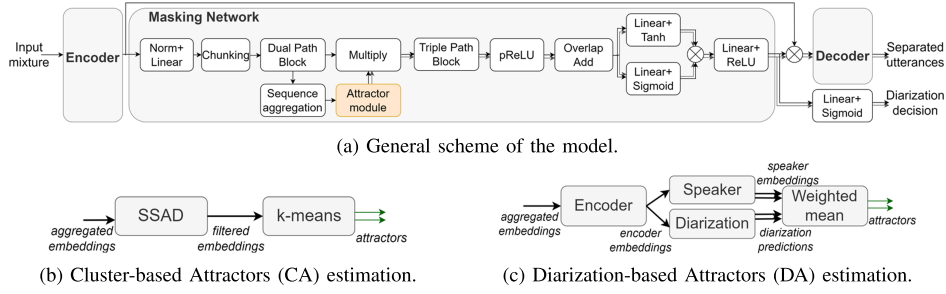 Masking Network
Input
mixture
Encoder
Norm+
Linear
Chunking
Dual Path
Block
Multiply
Triple Path
Block
pReLU
Overlap
Add
Linear+
Tanh
Linear+
Sigmoid
Linear+
ReLU
Decoder
Separated
utterances
Sequence
aggregation
Attractor
module
Linear+
Sigmoid
Diarization
decision
(a) General scheme of the model.
aggregated
embeddings
SSAD
filtered
embeddings
k-means
attractors
(b) Cluster-based Attractors (CA) estimation.
aggregated
embeddings
Encoder
encoder
embeddings
Speaker
Diarization
speaker
embeddings
diarization
predictions
Weighted
mean
attractors
(c) Diarization-based Attractors (DA) estimation.